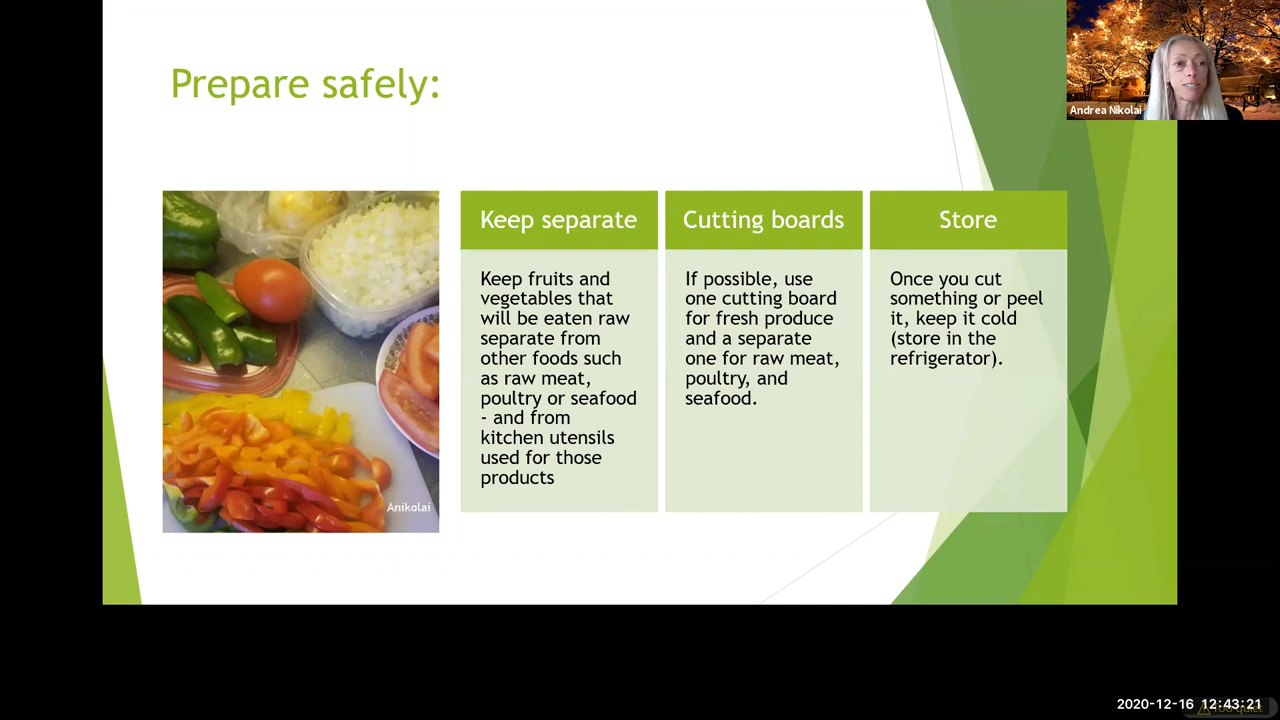 Prepare safely:
Andrea Nikolai
Keep separate
Keep fruits and
vegetables that
will be eaten raw
separate from
other foods such
as raw meat,
poultry or seafood
- and from
kitchen utensils
used for those
products
Cutting boards
If possible, use
one cutting board
for fresh produce
and a separate
one for raw meat,
poultry, and
seafood.
Store
Once you cut
something or peel
it, keep it cold
(store in the
refrigerator).
Anikolai
2020-12-16 12:43:21